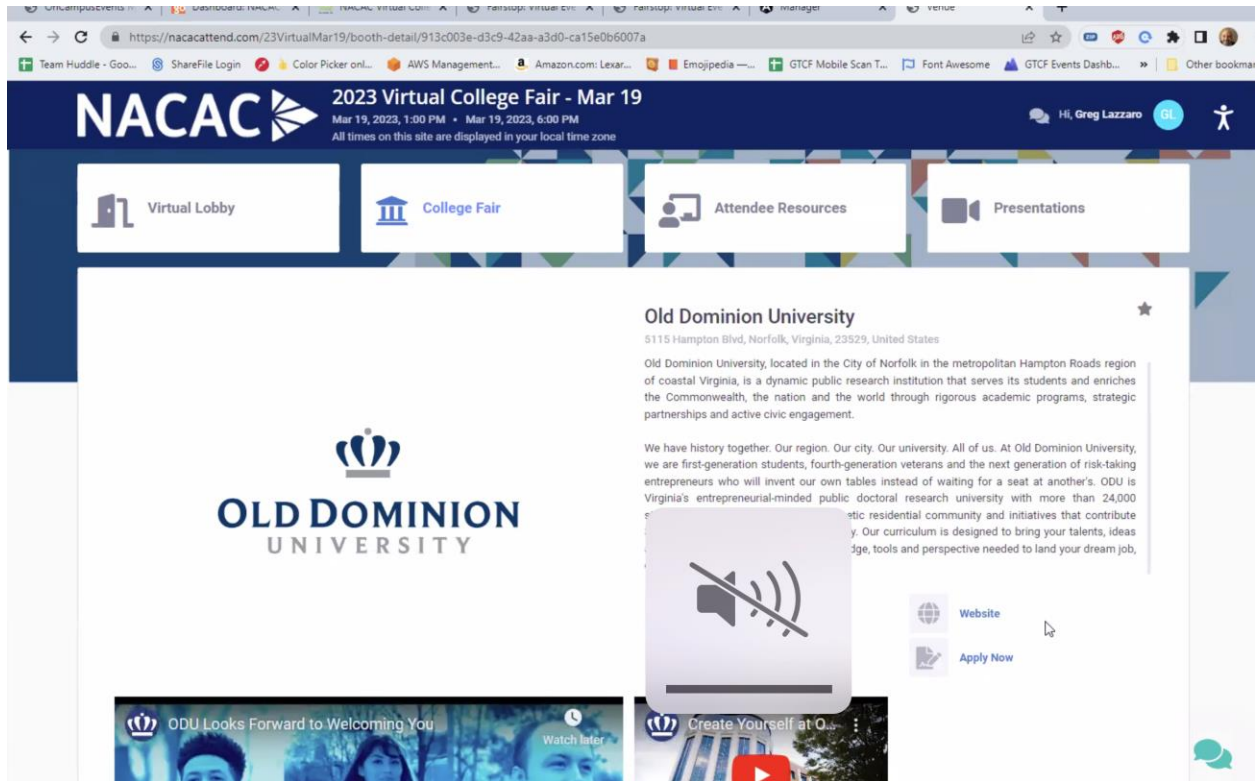 Dashboard: NACAC
NACAC Virtual
Manager
Venue
https://nacacattend.com/23VirtualMar19/booth-detail/913c003e-d3c9-42aa-a3d0-ca15e0b6007a
Team Huddle - Goo... ShareFile Login Color Picker onl... AWS Management... Amazon.com: Lexar... Emojipedia —... GTCF Mobile Scan T... Font Awesome GTCF Events Dashb... » Other bookmar
NACAC
2023 Virtual College Fair - Mar 19
Mar 19, 2023, 1:00 PM • Mar 19, 2023, 6:00 PM
All times on this site are displayed in your local time zone
Hi, Greg Lazzaro GL
Virtual Lobby
College Fair
Attendee Resources
Presentations
OLD DOMINION
UNIVERSITY
Old Dominion University
5115 Hampton Blvd, Norfolk, Virginia, 23529, United States
Old Dominion University, located in the City of Norfolk in the metropolitan Hampton Roads region
of coastal Virginia, is a dynamic public research institution that serves its students and enriches
the Commonwealth, the nation and the world through rigorous academic programs, strategic
partnerships and active civic engagement.
We have history together. Our region. Our city. Our university. All of us. At Old Dominion University,
we are first-generation students, fourth-generation veterans and the next generation of risk-taking
entrepreneurs who will invent our own tables instead of waiting for a seat at another's. ODU is
Virginia's entrepreneurial-minded public doctoral research university with more than 24,000
residential community and initiatives that contribute
Our curriculum is designed to bring your talents, ideas
tools and perspective needed to land your dream job,
Website
Apply Now
ODU Looks Forward to Welcoming You
Watch later
Create Yourself at O...